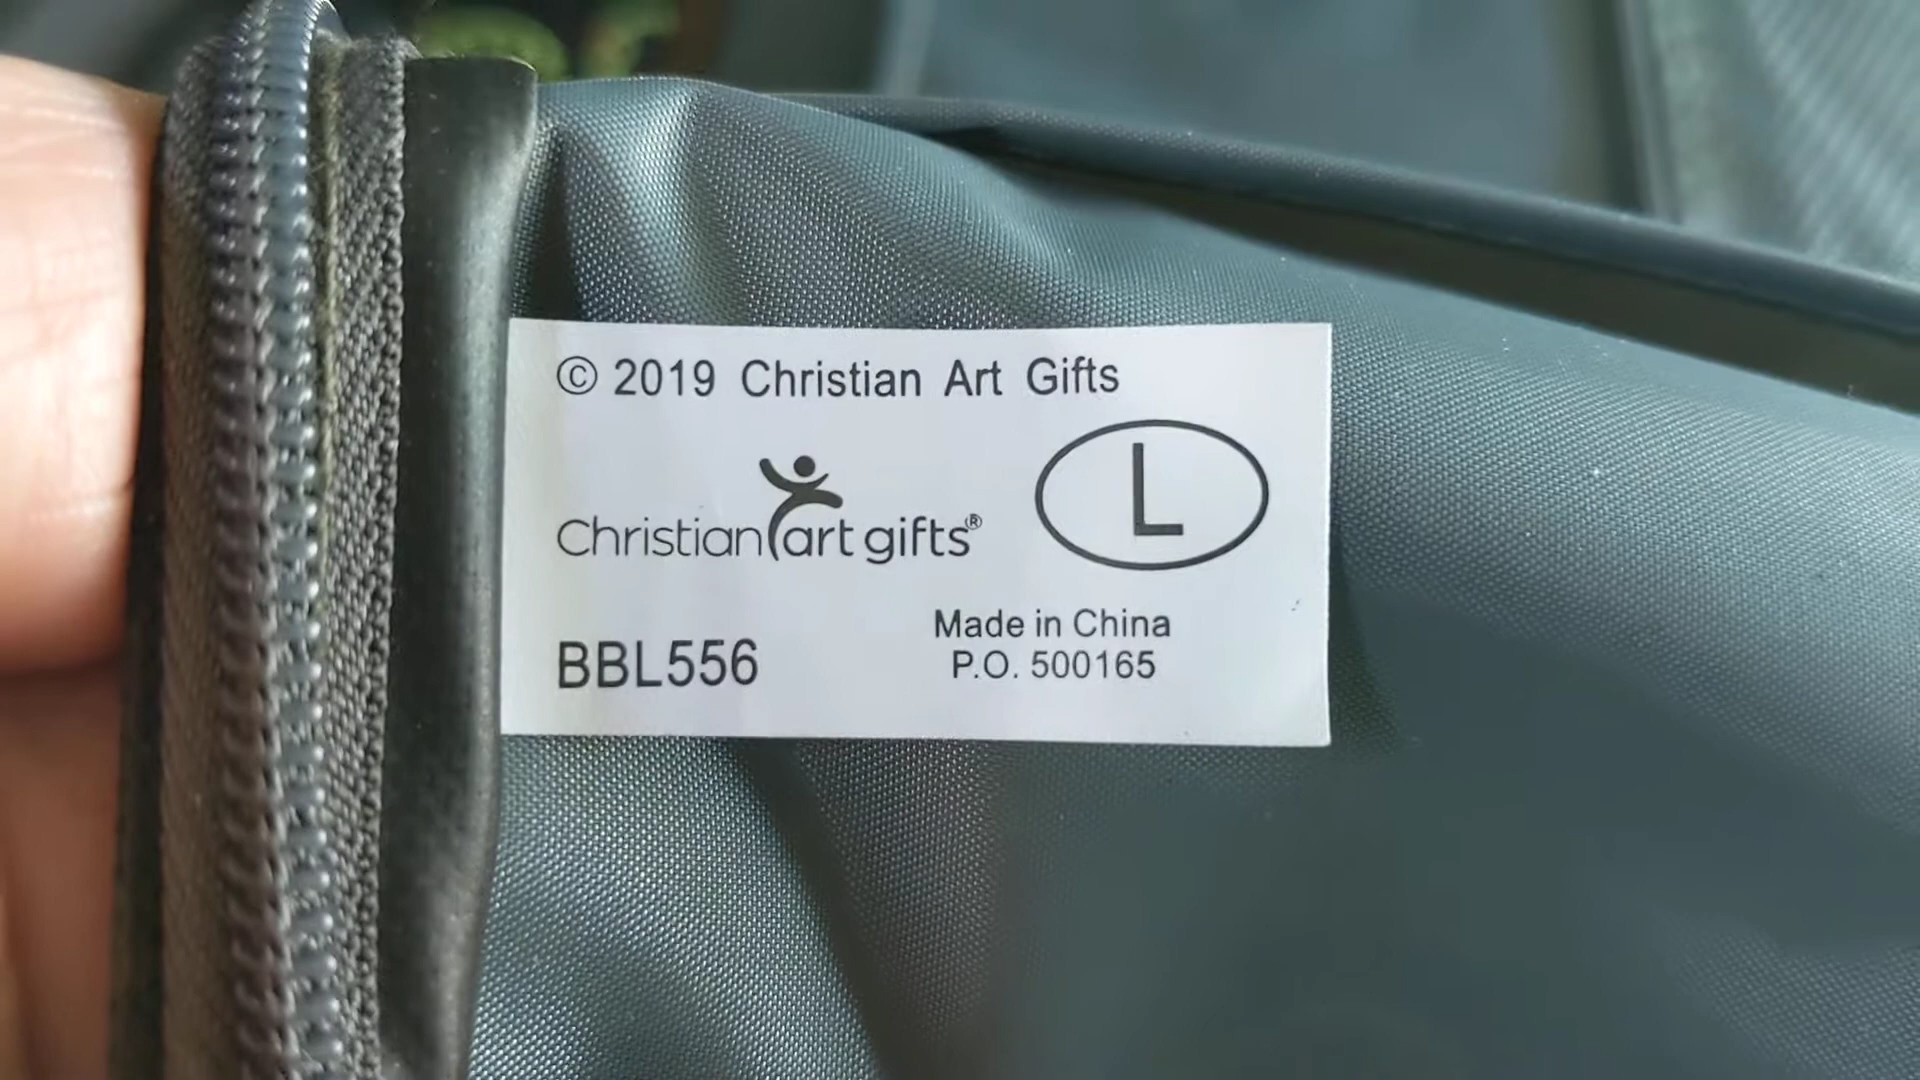 © 2019 Christian Art Gifts
L
Christian art gifts®
BBL556
Made in China
P.O. 500165